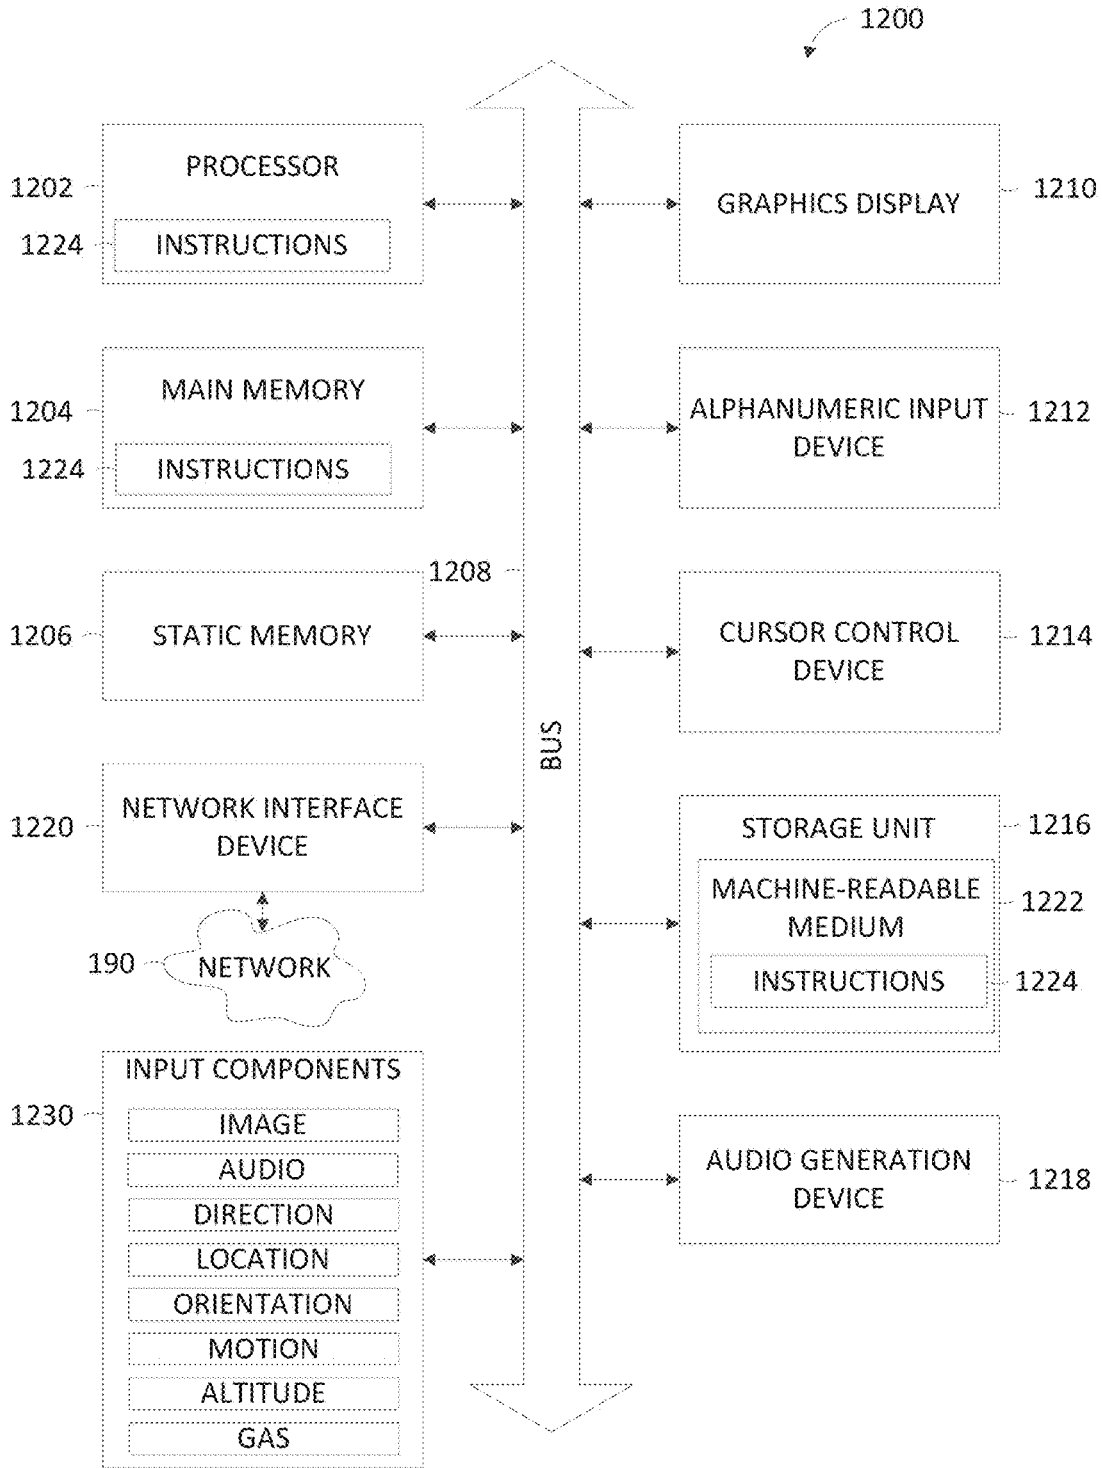 1200
PROCESSOR
1202
1224
INSTRUCTIONS
MAIN MEMORY
1204
1224
INSTRUCTIONS
1208
STATIC MEMORY
1206
BUS
NETWORK INTERFACE
DEVICE
1220
190
NETWORK
INPUT COMPONENTS
1230
IMAGE
AUDIO
DIRECTION
LOCATION
ORIENTATION
MOTION
ALTITUDE
GAS
GRAPHICS DISPLAY
1210
ALPHANUMERIC INPUT
DEVICE
1212
CURSOR CONTROL
DEVICE
1214
STORAGE UNIT
1216
MACHINE-READABLE
MEDIUM
1222
INSTRUCTIONS
1224
AUDIO GENERATION
DEVICE
1218